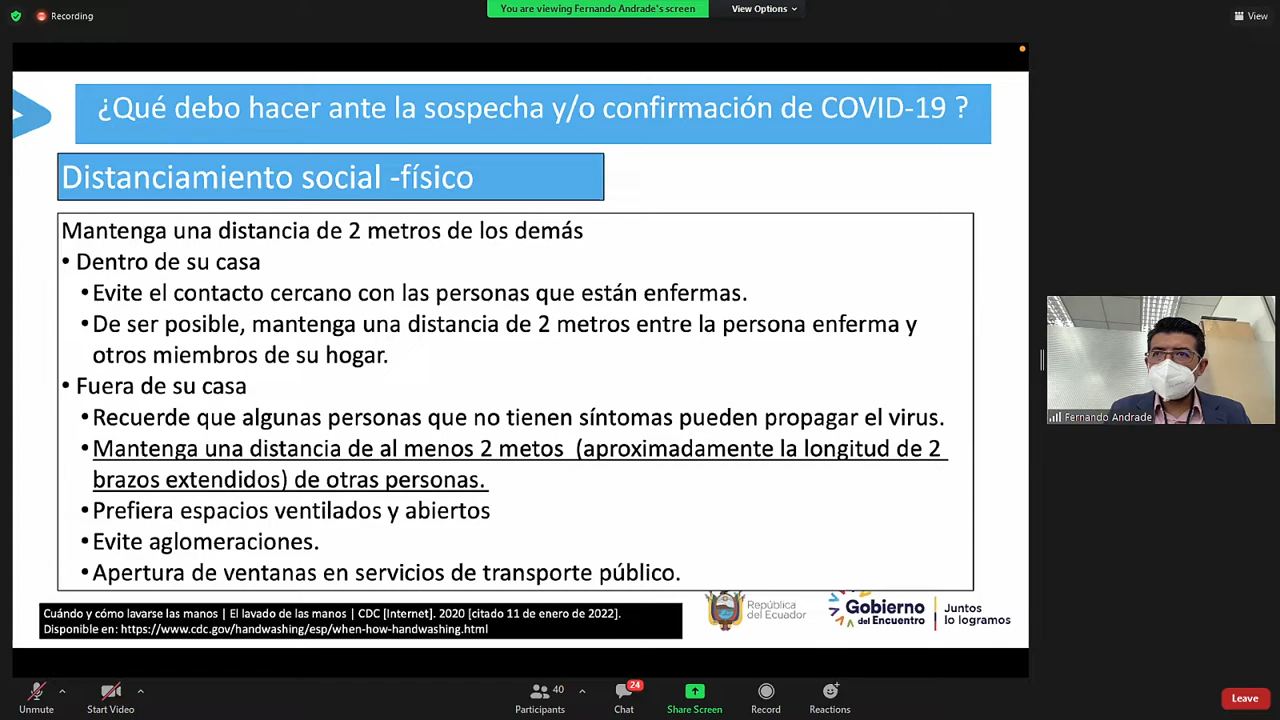 Recording
You are viewing Fernando Andrade's screen
View Options
View
¿Qué debo hacer ante la sospecha y/o confirmación de COVID-19 ?
Distanciamiento social -físico
Mantenga una distancia de 2 metros de los demás
• Dentro de su casa
•Evite el contacto cercano con las personas que están enfermas.
•De ser posible, mantenga una distancia de 2 metros entre la persona enferma y
otros miembros de su hogar.
• Fuera de su casa
•Recuerde que algunas personas que no tienen síntomas pueden propagar el virus.
•Mantenga una distancia de al menos 2 metos (aproximadamente la longitud de 2
brazos extendidos) de otras personas.
•Prefiera espacios ventilados y abiertos
•Evite aglomeraciones.
•Apertura de ventanas en servicios de transporte público.
Cuándo y cómo lavarse las manos | El lavado de las manos | CDC [Internet]. 2020 [citado 11 de enero de 2022].
Disponible en: https://www.cdc.gov/handwashing/esp/when-how-handwashing.html
República
del Ecuador
Gobierno
del Encuentro
Juntos
lo logramos
Fernando Andrade
Unmute
Start Video
40
Participants
24
Chat
Share Screen
Record
Reactions
Leave